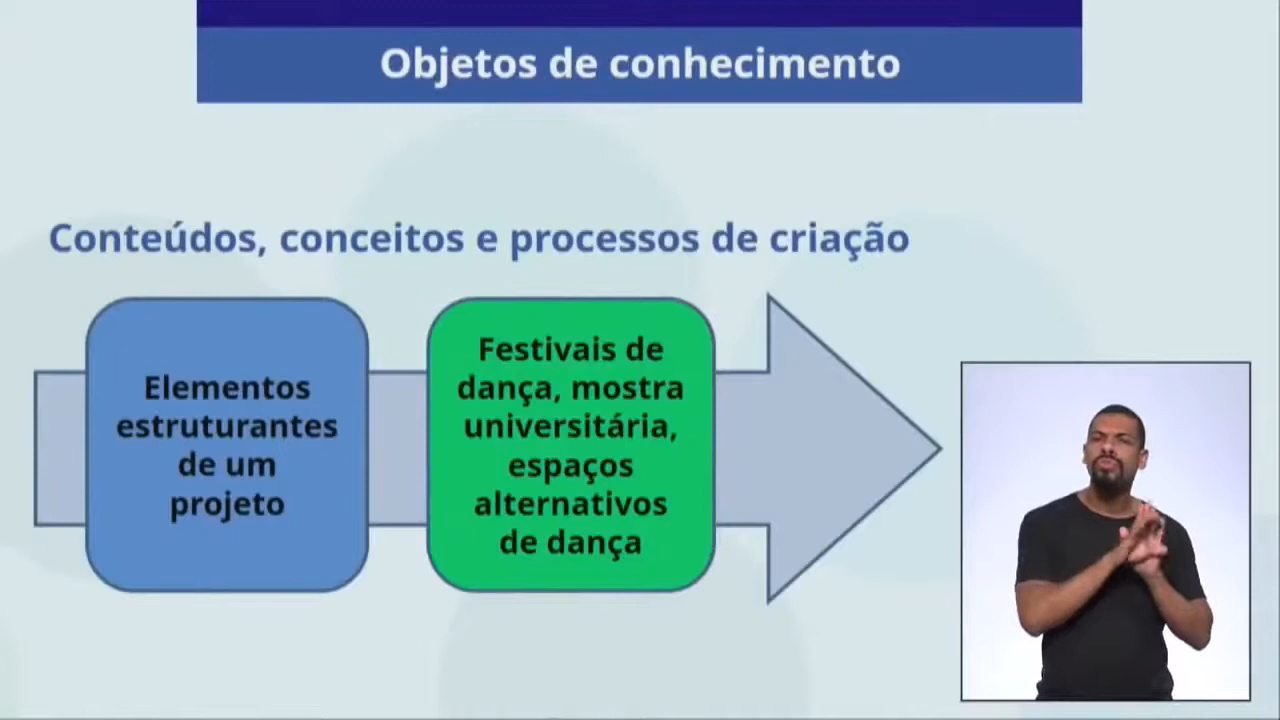 Objetos de conhecimento
Conteúdos, conceitos e processos de criação
Elementos
estruturantes
de um
projeto
Festivais de
dança, mostra
universitária,
espaços
alternativos
de dança